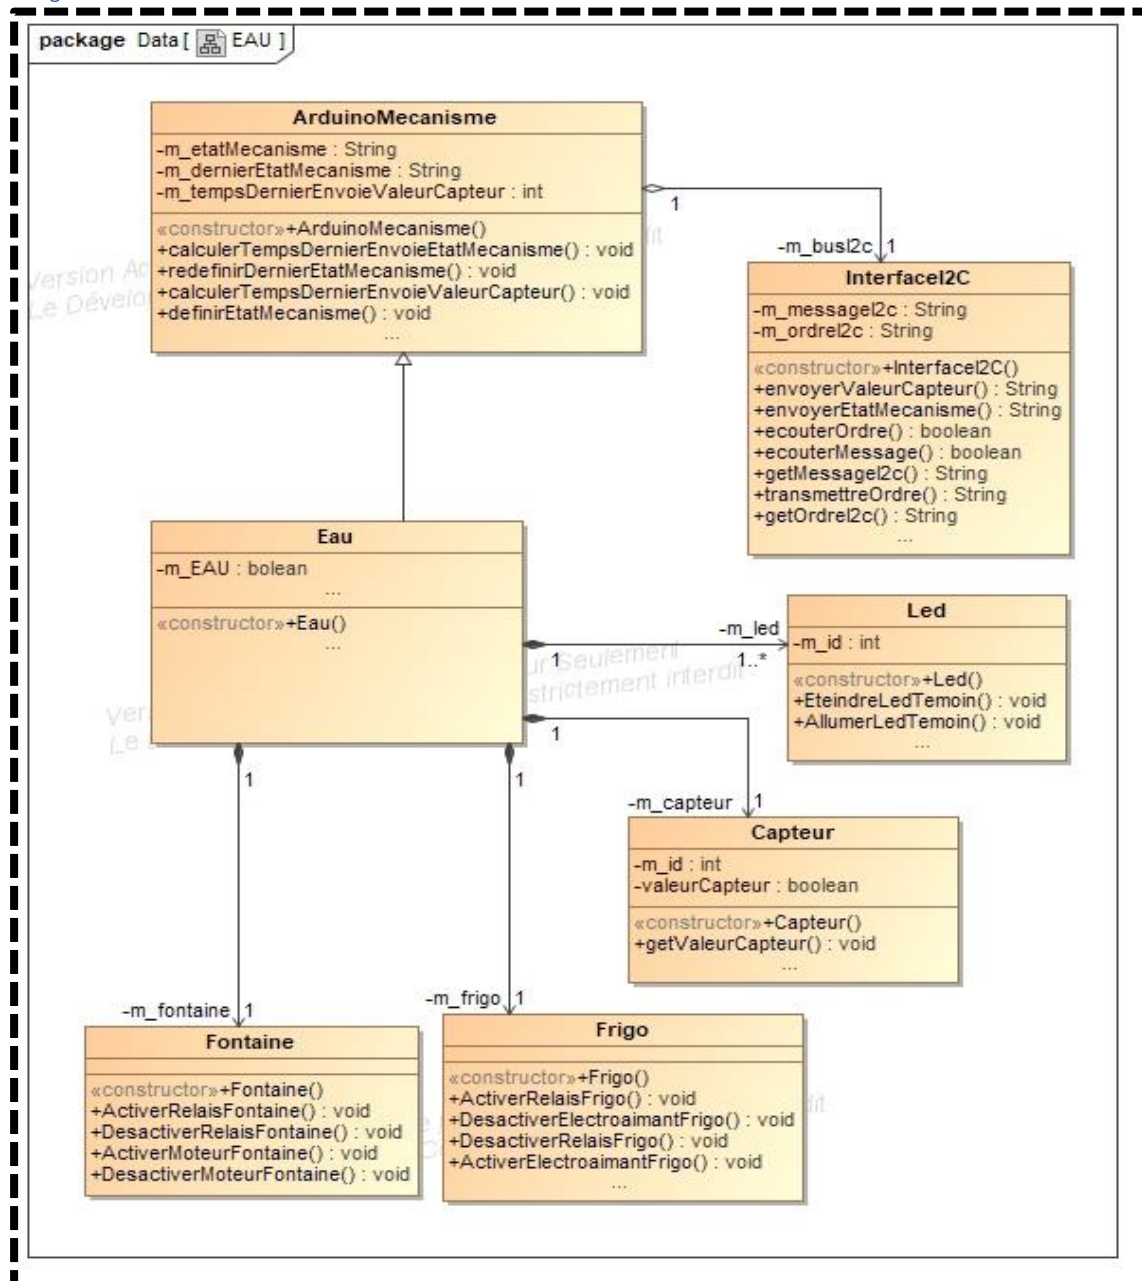 package Data [ EAU ]
ArduinoMecanisme
-m_etatMecanisme : String
-m_dernierEtatMecanisme : String
-m_tempsDernierEnvoieValeurCapteur : int
«constructor»+ArduinoMecanisme()
+calculerTempsDernierEnvoieEtatMecanisme() : void
+redefinirDernierEtatMecanisme() : void
+calculerTempsDernierEnvoieValeurCapteur() : void
+definirEtatMecanisme() : void
...
1
-m_busI2c 1
InterfaceI2C
-m_messageI2c : String
-m_ordreI2c : String
«constructor»+InterfaceI2C()
+envoyerValeurCapteur() : String
+envoyerEtatMecanisme() : String
+ecouterOrdre() : boolean
+ecouterMessage() : boolean
+getMessageI2c() : String
+transmettreOrdre() : String
+getOrdreI2c() : String
...
Eau
-m_EAU : bolean
...
«constructor»+Eau()
...
1
-m_led
1..*
Led
-m_id : int
«constructor»+Led()
+EteindreLedTemoin() : void
+AllumerLedTemoin() : void
...
1
-m_capteur 1
Capteur
-m_id : int
-valeurCapteur : boolean
«constructor»+Capteur()
+getValeurCapteur() : void
...
1
-m_fontaine 1
Fontaine
«constructor»+Fontaine()
+ActiverRelaisFontaine() : void
+DesactiverRelaisFontaine() : void
+ActiverMoteurFontaine() : void
+DesactiverMoteurFontaine() : void
1
-m_frigo 1
Frigo
«constructor»+Frigo()
+ActiverRelaisFrigo() : void
+DesactiverElectroaimantFrigo() : void
+DesactiverRelaisFrigo() : void
+ActiverElectroaimantFrigo() : void
...
Version
Le
Seulement
strictement interdit